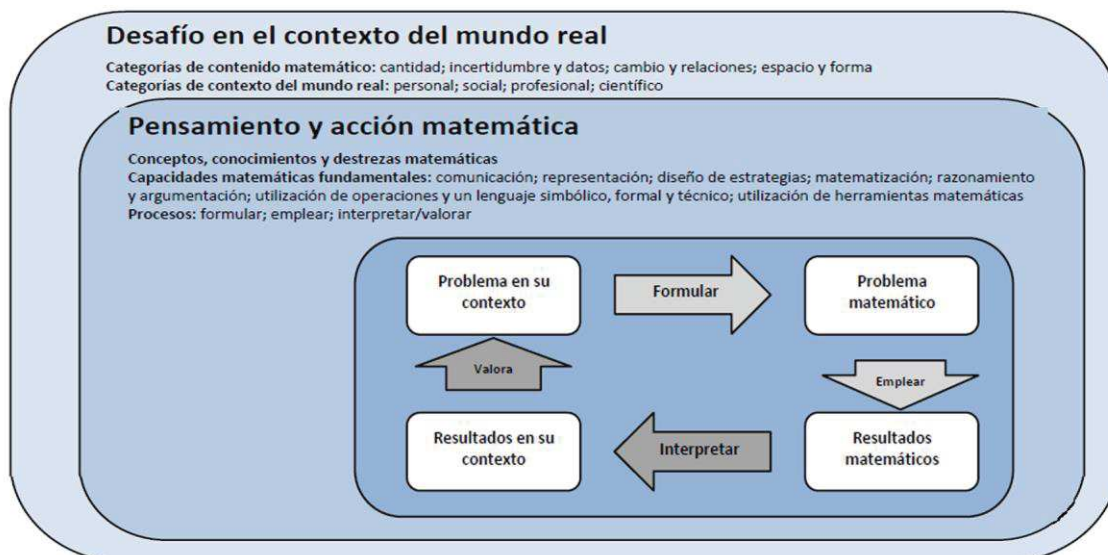 Desafío en el contexto del mundo real
Categorías de contenido matemático: cantidad; incertidumbre y datos; cambio y relaciones; espacio y forma
Categorías de contexto del mundo real: personal; social; profesional; científico
Pensamiento y acción matemática
Conceptos, conocimientos y destrezas matemáticas
Capacidades matemáticas fundamentales: comunicación; representación; diseño de estrategias; matematización; razonamiento
y argumentación; utilización de operaciones y un lenguaje simbólico, formal y técnico; utilización de herramientas matemáticas
Procesos: formular; emplear; interpretar/valorar
Problema en su
contexto
Formular
Problema
matemático
Valora
Emplear
Resultados en su
contexto
Interpretar
Resultados
matemáticos